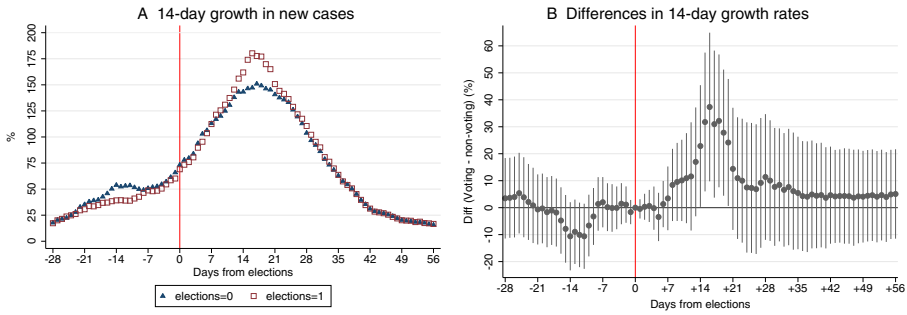 A 14-day growth in new cases
%
200
175
150
125
100
75
50
25
0
-28 -21 -14 -7 0 7 14 21 28 35 42 49 56
Days from elections
elections=0 elections=1
B Differences in 14-day growth rates
Diff (Voting - non-voting) (%)
60
50
40
30
20
10
0
-10
-20
-28 -21 -14 -7 0 +7 +14 +21 +28 +35 +42 +49 +56
Days from elections